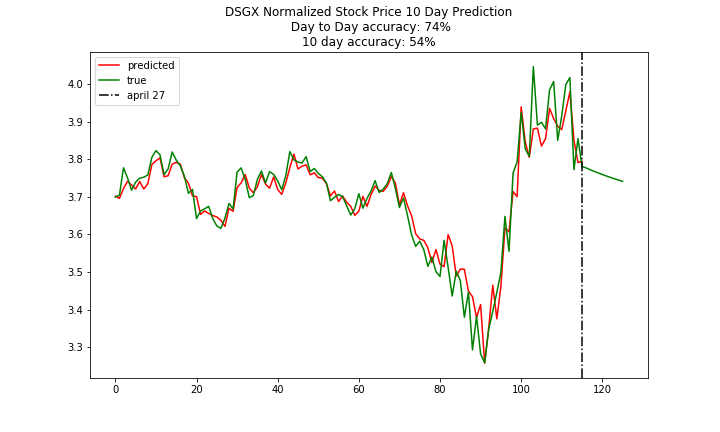 DSGX Normalized Stock Price 10 Day Prediction
Day to Day accuracy: 74%
10 day accuracy: 54%
predicted
true
april 27
4.0
3.9
3.8
3.7
3.6
3.5
3.4
3.3
0 20 40 60 80 100 120